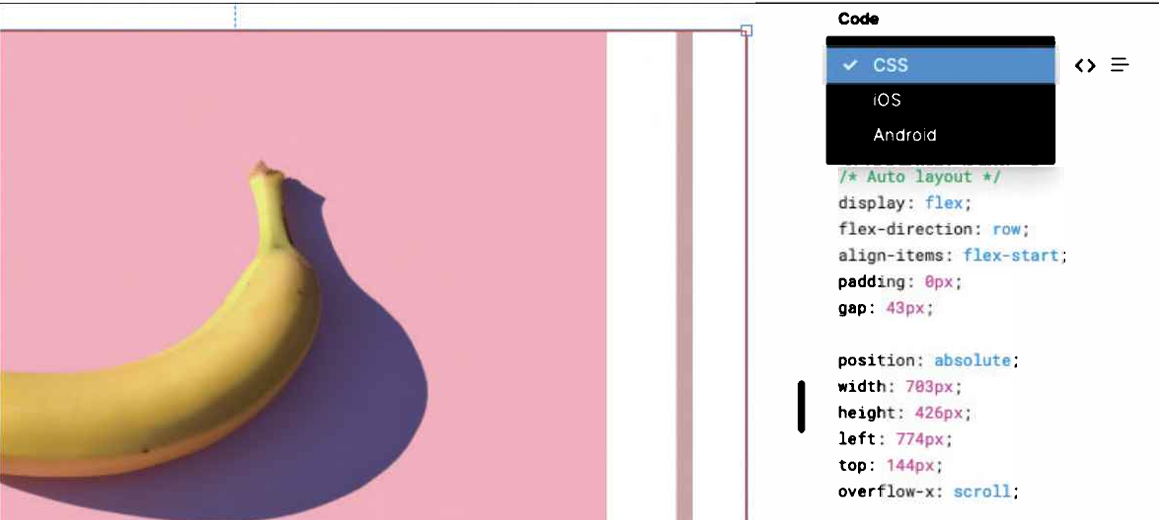 Code
CSS
iOS
Android
/* Auto layout */
display: flex;
flex-direction: row;
align-items: flex-start;
padding: 0px;
gap: 43px;
position: absolute;
width: 703px;
height: 426px;
left: 774px;
top: 144px;
overflow-x: scroll;